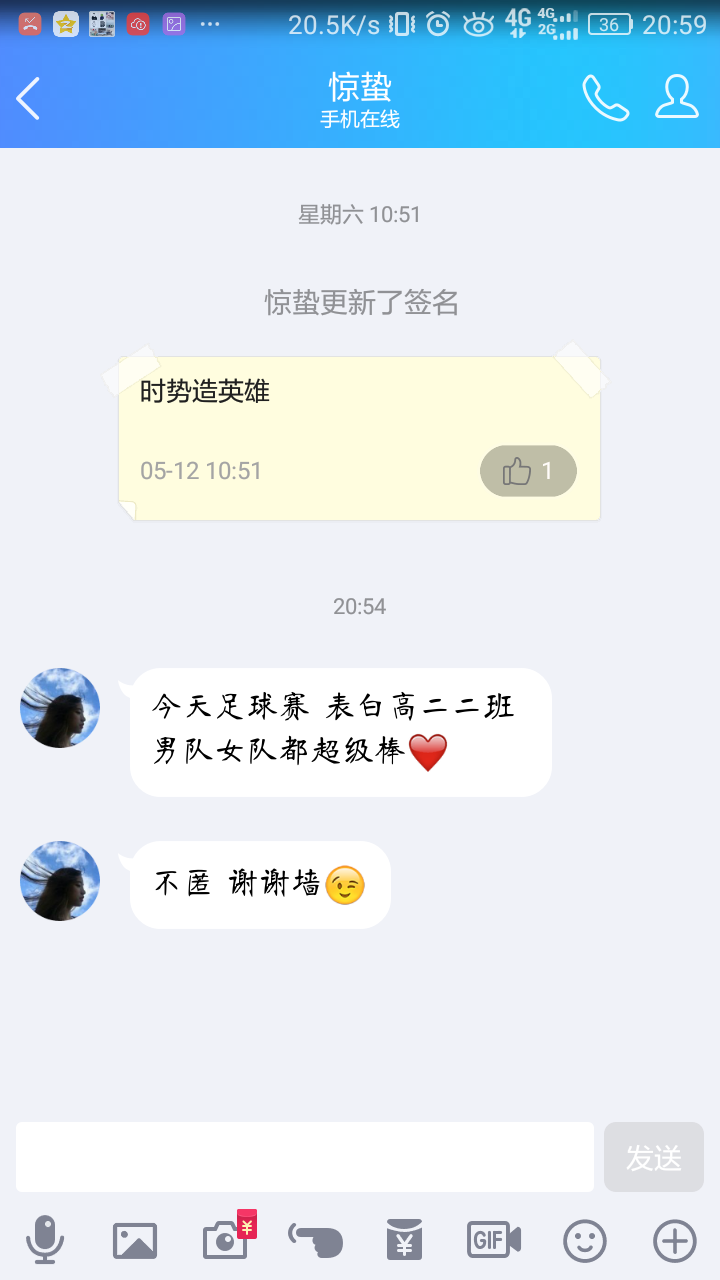 20.5K/s 4G 4G 2G 36 20:59
惊蛰
手机在线
星期六 10:51
惊蛰更新了签名
时势造英雄
05-12 10:51 1
20:54
今天足球赛 表白高二二班
男队女队都超级棒
不匿 谢谢墙
发送
¥
¥ GIF